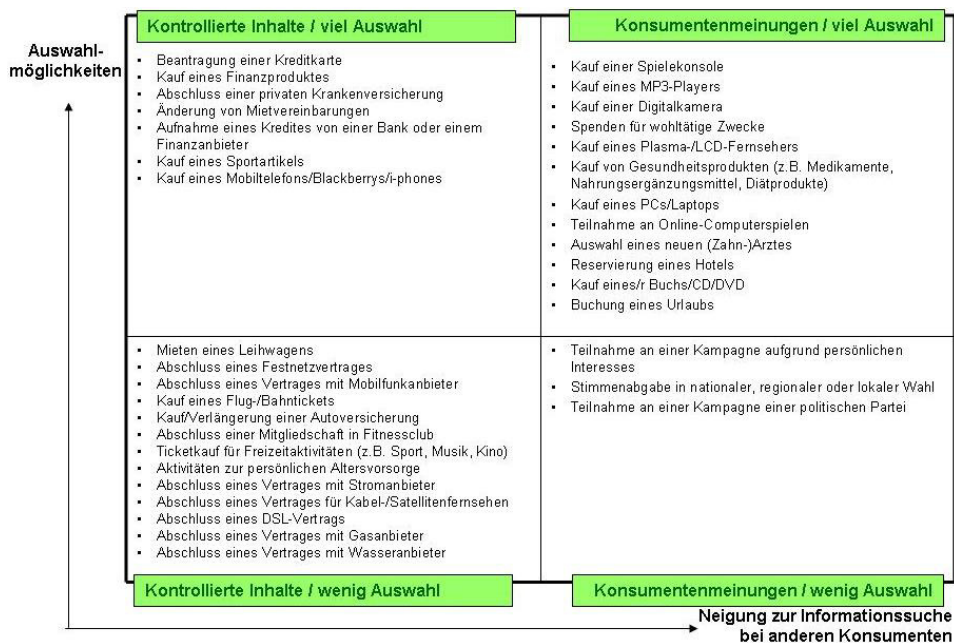 Auswahl-
möglichkeiten
Kontrollierte Inhalte / viel Auswahl
▪ Beantragung einer Kreditkarte
▪ Kauf eines Finanzproduktes
▪ Abschluss einer privaten Krankenversicherung
▪ Änderung von Mietvereinbarungen
▪ Aufnahme eines Kredites von einer Bank oder einem
Finanzanbieter
▪ Kauf eines Sportartikels
▪ Kauf eines Mobiltelefons/Blackberrys/i-phones
Konsumentenmeinungen / viel Auswahl
▪ Kauf einer Spielekonsole
▪ Kauf eines MP3-Players
▪ Kauf einer Digitalkamera
▪ Spenden für wohltätige Zwecke
▪ Kauf eines Plasma-/LCD-Fernsehers
▪ Kauf von Gesundheitsprodukten (z.B. Medikamente,
Nahrungsergänzungsmittel, Diätprodukte)
▪ Kauf eines PCs/Laptops
▪ Teilnahme an Online-Computerspielen
▪ Auswahl eines neuen (Zahn-)Arztes
▪ Reservierung eines Hotels
▪ Kauf eines/r Buchs/CD/DVD
▪ Buchung eines Urlaubs
▪ Mieten eines Leihwagens
▪ Abschluss eines Festnetzvertrages
▪ Abschluss eines Vertrages mit Mobilfunkanbieter
▪ Kauf eines Flug-/Bahntickets
▪ Kauf/Verlängerung einer Autoversicherung
▪ Abschluss einer Mitgliedschaft in Fitnessclub
▪ Ticketkauf für Freizeitaktivitäten (z.B. Sport, Musik, Kino)
▪ Aktivitäten zur persönlichen Altersvorsorge
▪ Abschluss eines Vertrages mit Stromanbieter
▪ Abschluss eines Vertrages für Kabel-/Satellitenfernsehen
▪ Abschluss eines DSL-Vertrags
▪ Abschluss eines Vertrages mit Gasanbieter
▪ Abschluss eines Vertrages mit Wasseranbieter
Kontrollierte Inhalte / wenig Auswahl
▪ Teilnahme an einer Kampagne aufgrund persönlichen
Interesses
▪ Stimmenabgabe in nationaler, regionaler oder lokaler Wahl
▪ Teilnahme an einer Kampagne einer politischen Partei
Konsumentenmeinungen / wenig Auswahl
Neigung zur Informationssuche
bei anderen Konsumenten